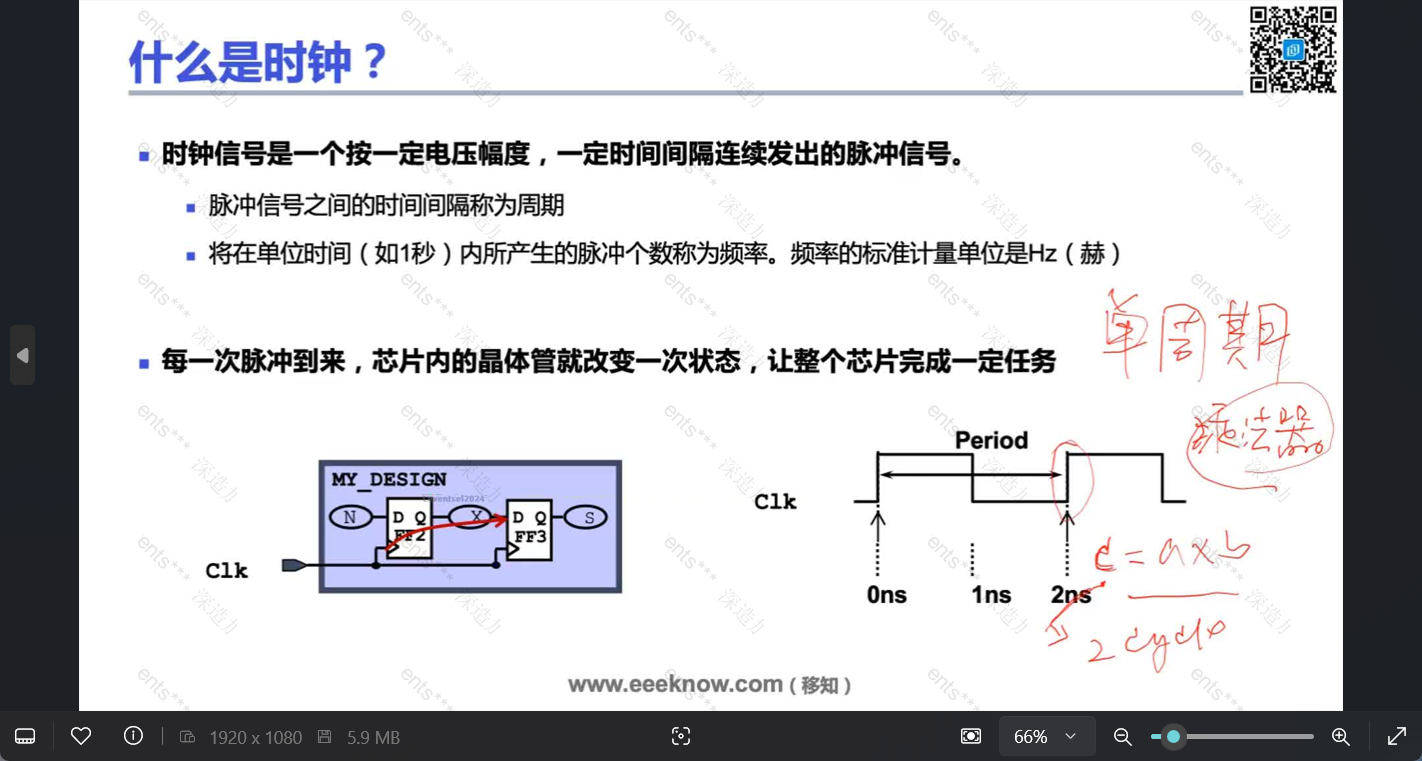 什么是时钟？
时钟信号是一个按一定电压幅度，一定时间间隔连续发出的脉冲信号。
脉冲信号之间的时间间隔称为周期
将在单位时间（如1秒）内所产生的脉冲个数称为频率。频率的标准计量单位是Hz（赫）
单周期
每一次脉冲到来，芯片内的晶体管就改变一次状态，让整个芯片完成一定任务
乘法器
Period
MY_DESIGN
Clk
N
D Q
FF2
X
D Q
FF3
S
Clk
c = a x b
0ns
1ns
2ns
2 cycle
www.eeeknow.com（移知）
1920 x 1080
5.9 MB
66%